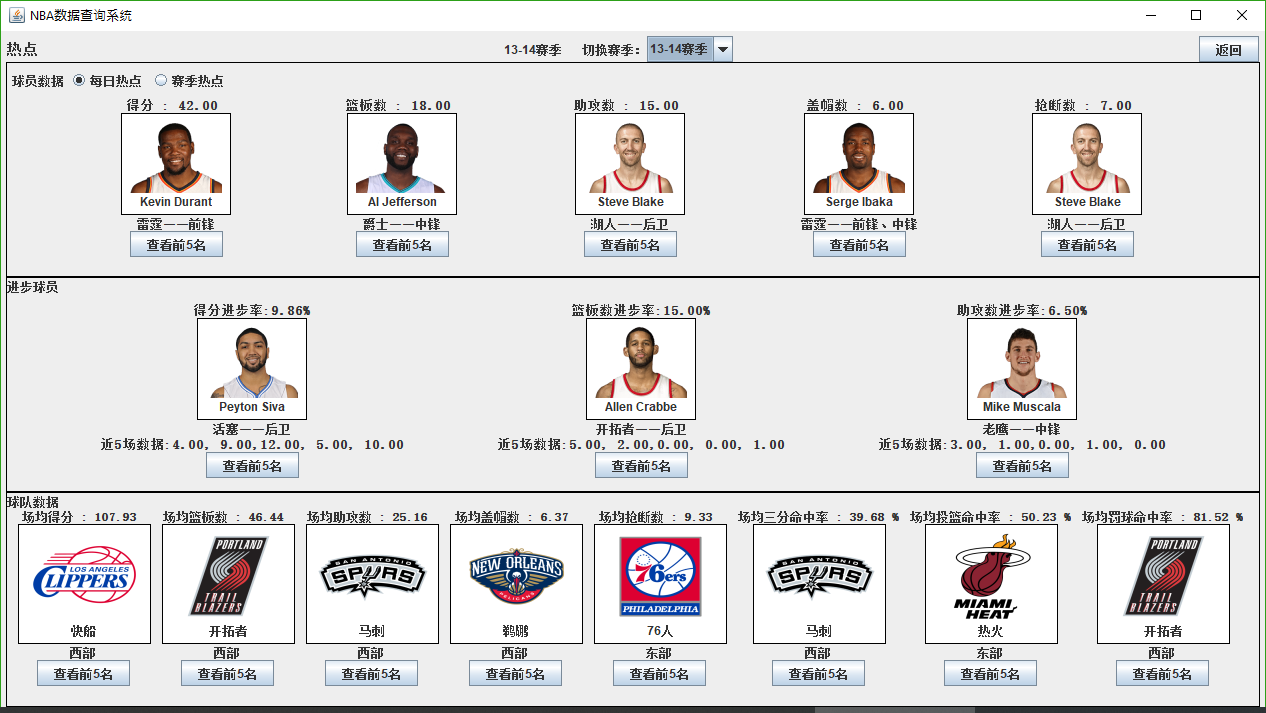 NBA数据查询系统
热点 13-14赛季 切换赛季: 13-14赛季 返回
球员数据 每日热点 赛季热点
得分 : 42.00 篮板数 : 18.00 助攻数 : 15.00 盖帽数 : 6.00 抢断数 : 7.00
Kevin Durant Al Jefferson Steve Blake Serge Ibaka Steve Blake
雷霆——前锋 爵士——中锋 湖人——后卫 雷霆——前锋、中锋 湖人——后卫
查看前5名 查看前5名 查看前5名 查看前5名 查看前5名
进步球员
得分进步率:9.86% 篮板数进步率:15.00% 助攻数进步率:6.50%
Peyton Siva Allen Crabbe Mike Muscala
活塞——后卫 开拓者——后卫 老鹰——中锋
近5场数据:4.00, 9.00,12.00, 5.00, 10.00 近5场数据:5.00, 2.00,0.00, 0.00, 1.00 近5场数据:3.00, 1.00,0.00, 1.00, 0.00
查看前5名 查看前5名 查看前5名
球队数据
场均得分 : 107.93 场均篮板数 : 46.44 场均助攻数 : 25.16 场均盖帽数 : 6.37 场均抢断数 : 9.33 场均三分命中率 : 39.68 % 场均投篮命中率 : 50.23 % 场均罚球命中率 : 81.52 %
LOS ANGELES CLIPPERS PORTLAND TRAIL BLAZERS SAN ANTONIO SPURS NEW ORLEANS PELICANS 76ERS PHILADELPHIA SAN ANTONIO SPURS MIAMI HEAT PORTLAND TRAIL BLAZERS
快船 开拓者 马刺 鹈鹕 76人 马刺 热火 开拓者
西部 西部 西部 西部 东部 西部 东部 西部
查看前5名 查看前5名 查看前5名 查看前5名 查看前5名 查看前5名 查看前5名 查看前5名